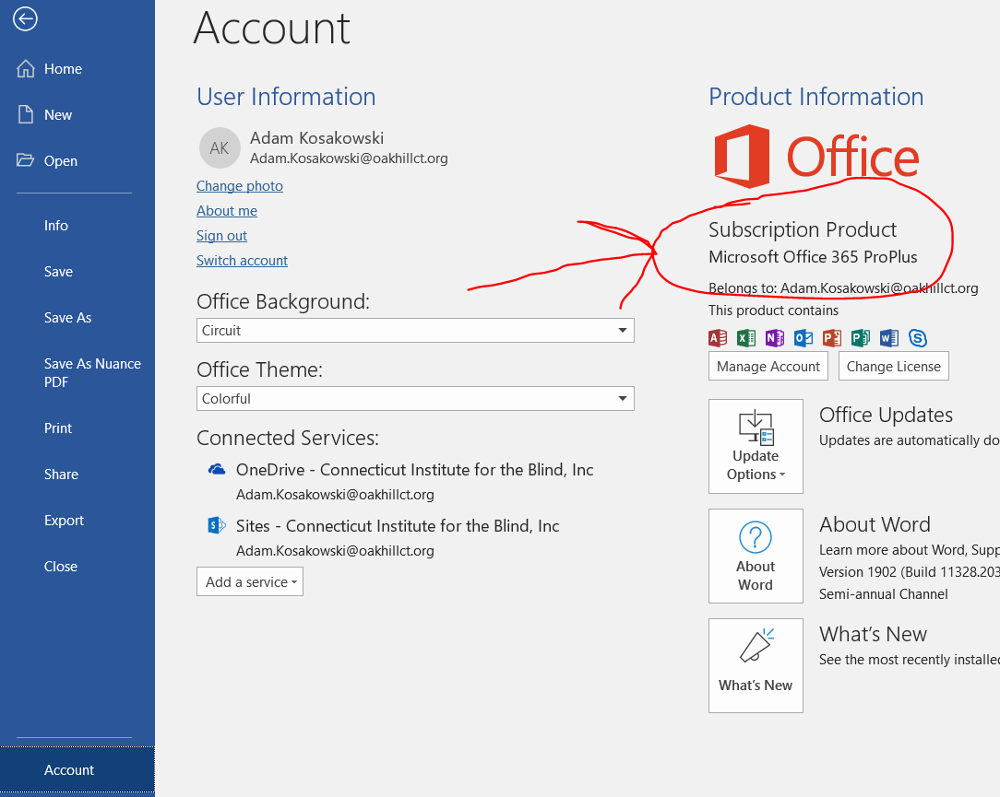 Account
Home
New
Open
Info
Save
Save As
Save As Nuance
PDF
Print
Share
Export
Close
Account
User Information
AK
Adam Kosakowski
Adam.Kosakowski@oakhillct.org
Change photo
About me
Sign out
Switch account
Office Background:
Circuit
Office Theme:
Colorful
Connected Services:
OneDrive - Connecticut Institute for the Blind, Inc
Adam.Kosakowski@oakhillct.org
Sites - Connecticut Institute for the Blind, Inc
Adam.Kosakowski@oakhillct.org
Add a service
Product Information
Office
Subscription Product
Microsoft Office 365 ProPlus
Belongs to: Adam.Kosakowski@oakhillct.org
This product contains
A X N O P P W S
Manage Account Change License
Update
Options
Office Updates
Updates are automatically do
About
Word
About Word
Learn more about Word, Supp
Version 1902 (Build 11328.203
Semi-annual Channel
What's New
What's New
See the most recently installed